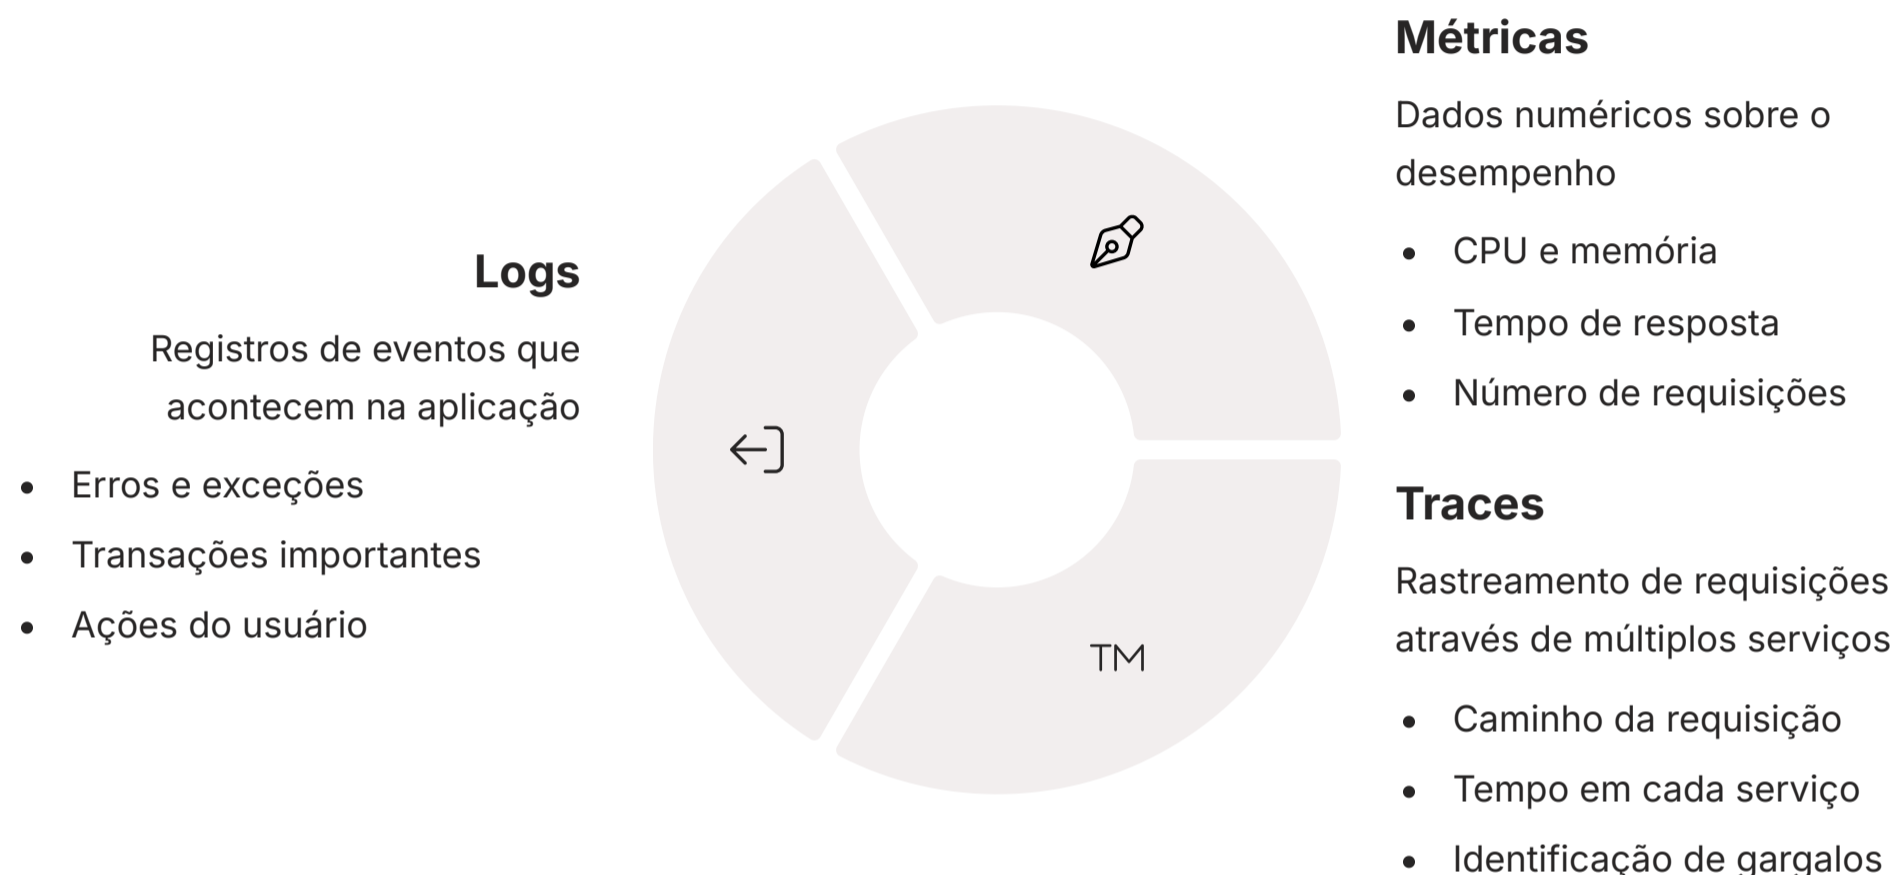 Métricas
Dados numéricos sobre o
desempenho
• CPU e memória
• Tempo de resposta
• Número de requisições
Logs
Registros de eventos que
acontecem na aplicação
• Erros e exceções
• Transações importantes
• Ações do usuário
TM
Traces
Rastreamento de requisições
através de múltiplos serviços
• Caminho da requisição
• Tempo em cada serviço
• Identificação de gargalos